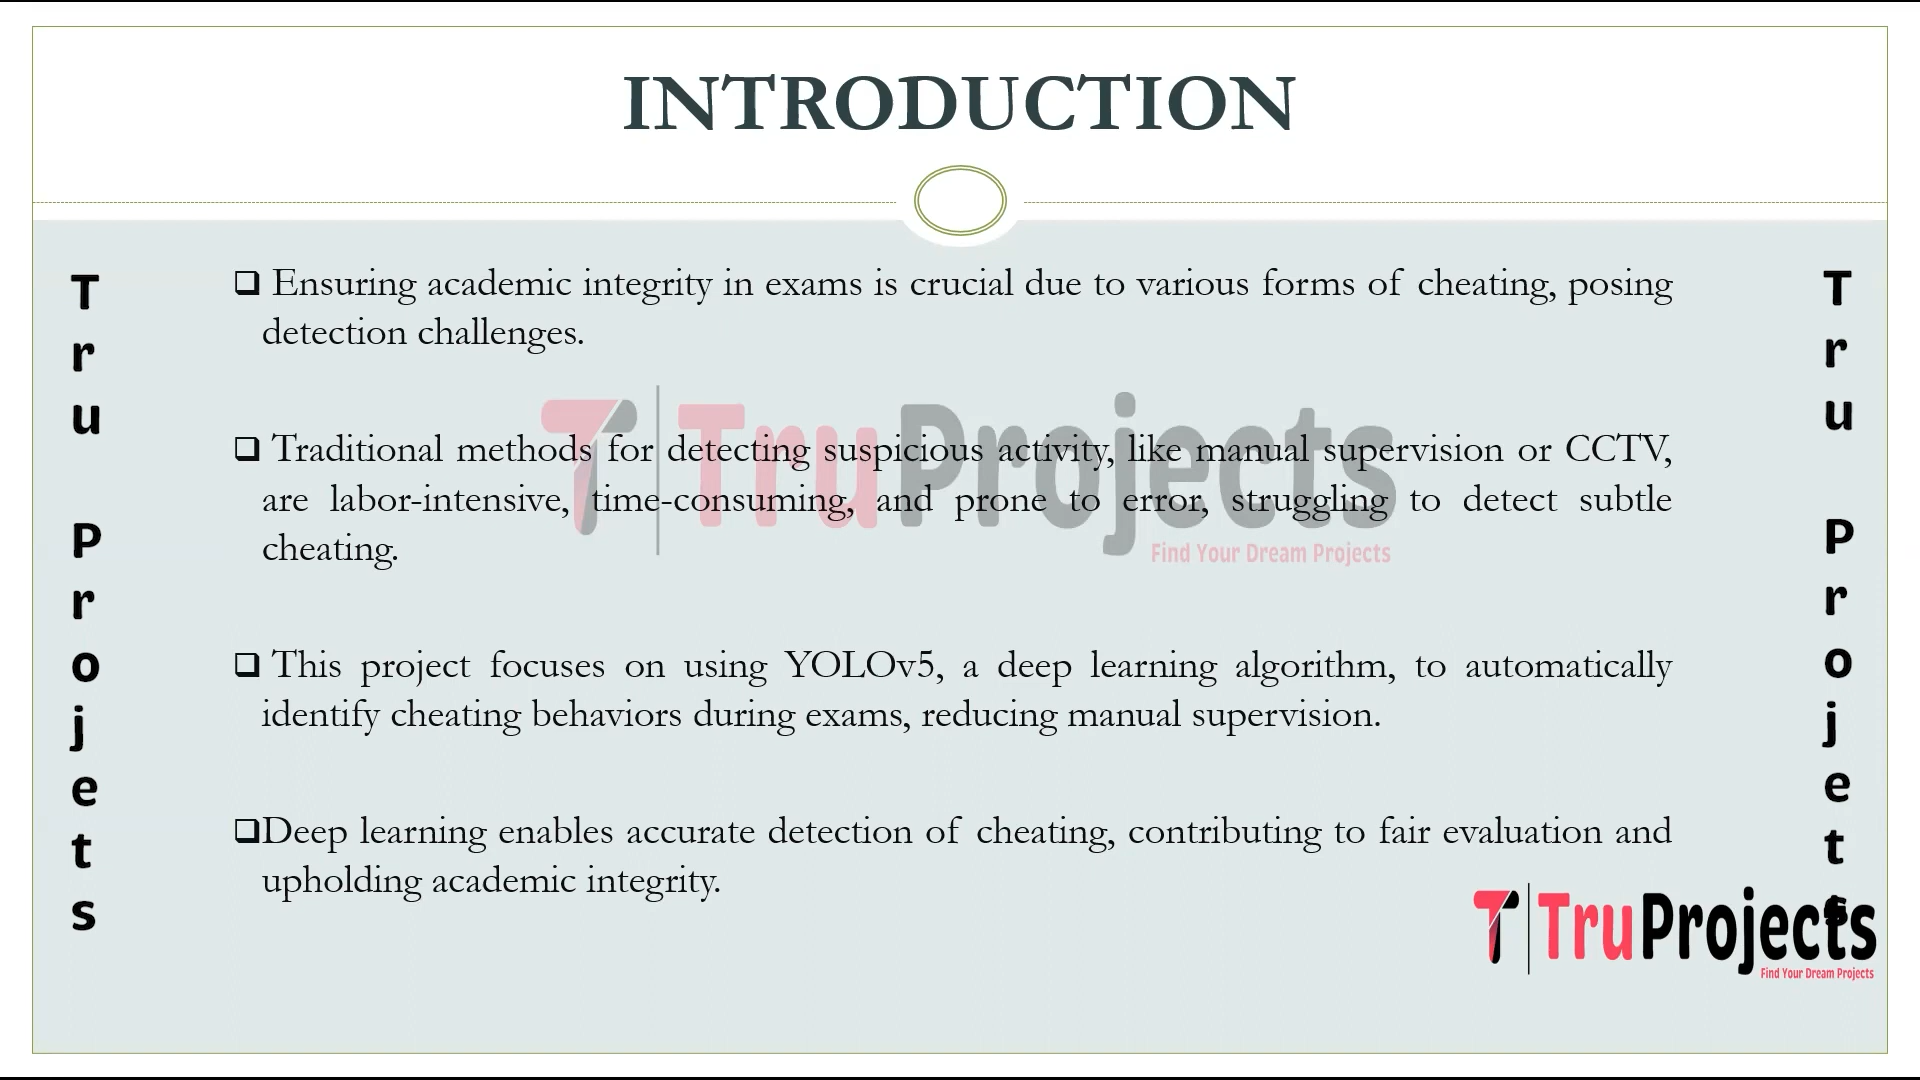 INTRODUCTION
❑ Ensuring academic integrity in exams is crucial due to various forms of cheating, posing
detection challenges.
❑ Traditional methods for detecting suspicious activity, like manual supervision or CCTV,
are labor-intensive, time-consuming, and prone to error, struggling to detect subtle
cheating.
❑ This project focuses on using YOLOv5, a deep learning algorithm, to automatically
identify cheating behaviors during exams, reducing manual supervision.
❑Deep learning enables accurate detection of cheating, contributing to fair evaluation and
upholding academic integrity.
Tru Projets
Tru Projets
TruProjects
Find Your Dream Projects
TruProjects
Find Your Dream Projects